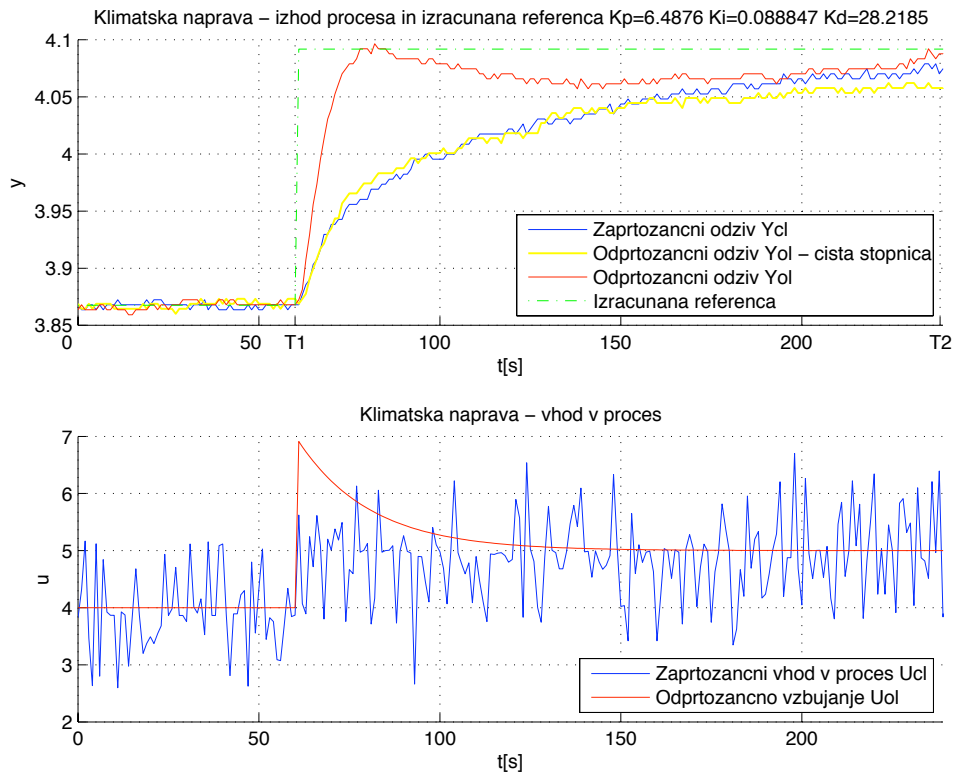 Klimatska naprava – izhod procesa in izracunana referenca Kp=6.4876 Ki=0.088847 Kd=28.2185
4.1
4.05
4
3.95
3.9
3.85
y
Zaprtozancni odziv Ycl
Odprtozancni odziv Yol – cista stopnica
Odprtozancni odziv Yol
Izracunana referenca
0 50 T1 100 150 200 T2
t[s]
Klimatska naprava – vhod v proces
7
6
5
4
3
2
u
Zaprtozancni vhod v proces Ucl
Odprtozancno vzbujanje Uol
0 50 100 150 200
t[s]